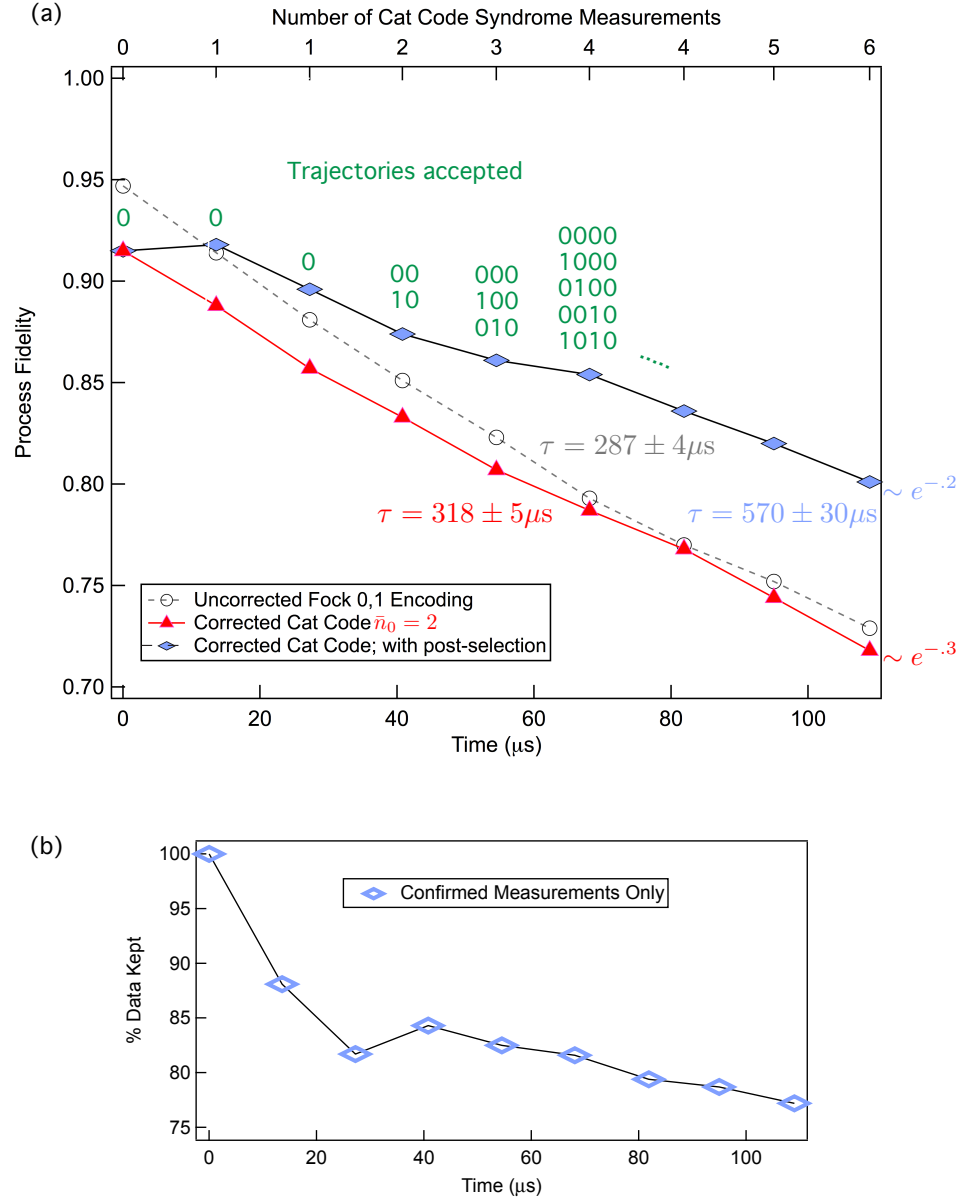 (a)
Number of Cat Code Syndrome Measurements
0 1 1 2 3 4 4 5 6
1.00
0.95
0.90
0.85
0.80
0.75
0.70
Process Fidelity
Trajectories accepted
0
0
0
00
10
000
100
010
0000
1000
0100
0010
1010
τ = 287 ± 4μs
τ = 318 ± 5μs
τ = 570 ± 30μs
~ e^-.2
~ e^-.3
Uncorrected Fock 0,1 Encoding
Corrected Cat Code n̄₀ = 2
Corrected Cat Code; with post-selection
0 20 40 60 80 100
Time (μs)
(b)
100
95
90
85
80
75
% Data Kept
Confirmed Measurements Only
0 20 40 60 80 100
Time (μs)